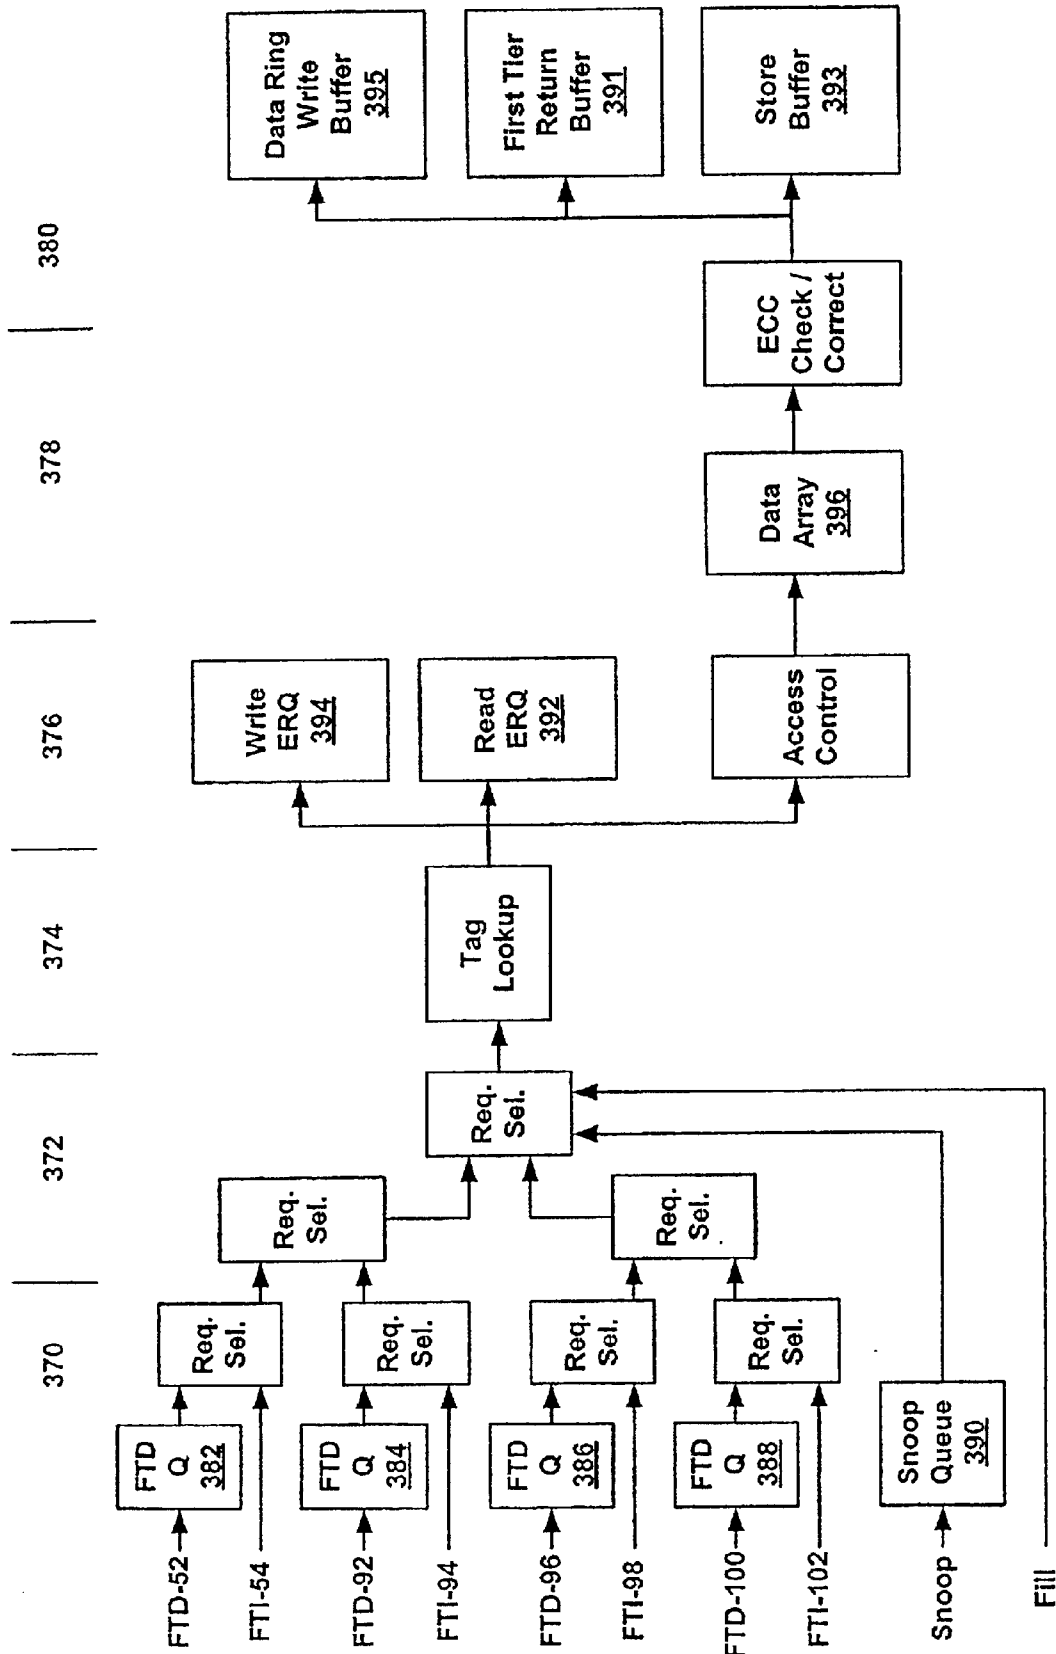 370
372
374
376
378
380
FTD-52
FTD
Q
382
Req.
Sel.
FTI-54
Req.
Sel.
FTD-92
FTD
Q
384
Req.
Sel.
FTI-94
Req.
Sel.
FTD-96
FTD
Q
386
Req.
Sel.
FTI-98
Req.
Sel.
FTD-100
FTD
Q
388
Req.
Sel.
FTI-102
Snoop
Snoop
Queue
390
Fill
Tag
Lookup
Write
ERQ
394
Read
ERQ
392
Access
Control
Data
Array
396
ECC
Check /
Correct
Data Ring
Write
Buffer
395
First Tier
Return
Buffer
391
Store
Buffer
393